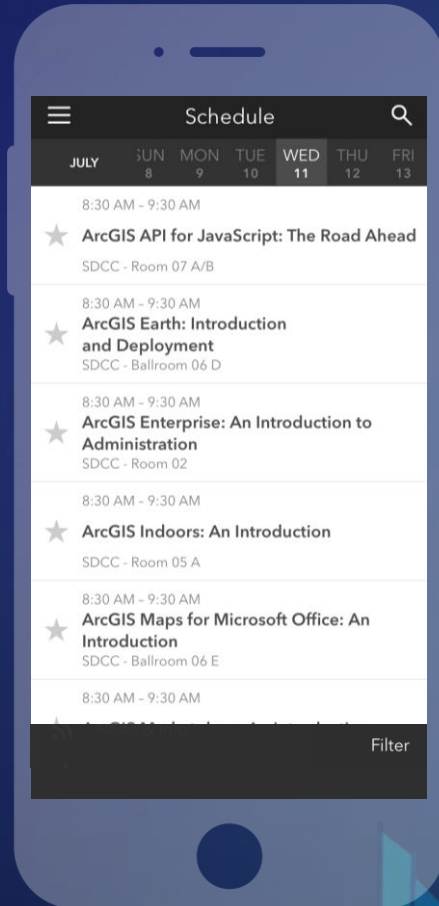 Schedule
JULY
SUN MON TUE WED THU FRI
8 9 10 11 12 13
8:30 AM – 9:30 AM
ArcGIS API for JavaScript: The Road Ahead
SDCC - Room 07 A/B
8:30 AM – 9:30 AM
ArcGIS Earth: Introduction
and Deployment
SDCC - Ballroom 06 D
8:30 AM – 9:30 AM
ArcGIS Enterprise: An Introduction to
Administration
SDCC - Room 02
8:30 AM – 9:30 AM
ArcGIS Indoors: An Introduction
SDCC - Room 05 A
8:30 AM – 9:30 AM
ArcGIS Maps for Microsoft Office: An
Introduction
SDCC - Ballroom 06 E
8:30 AM – 9:30 AM
Filter